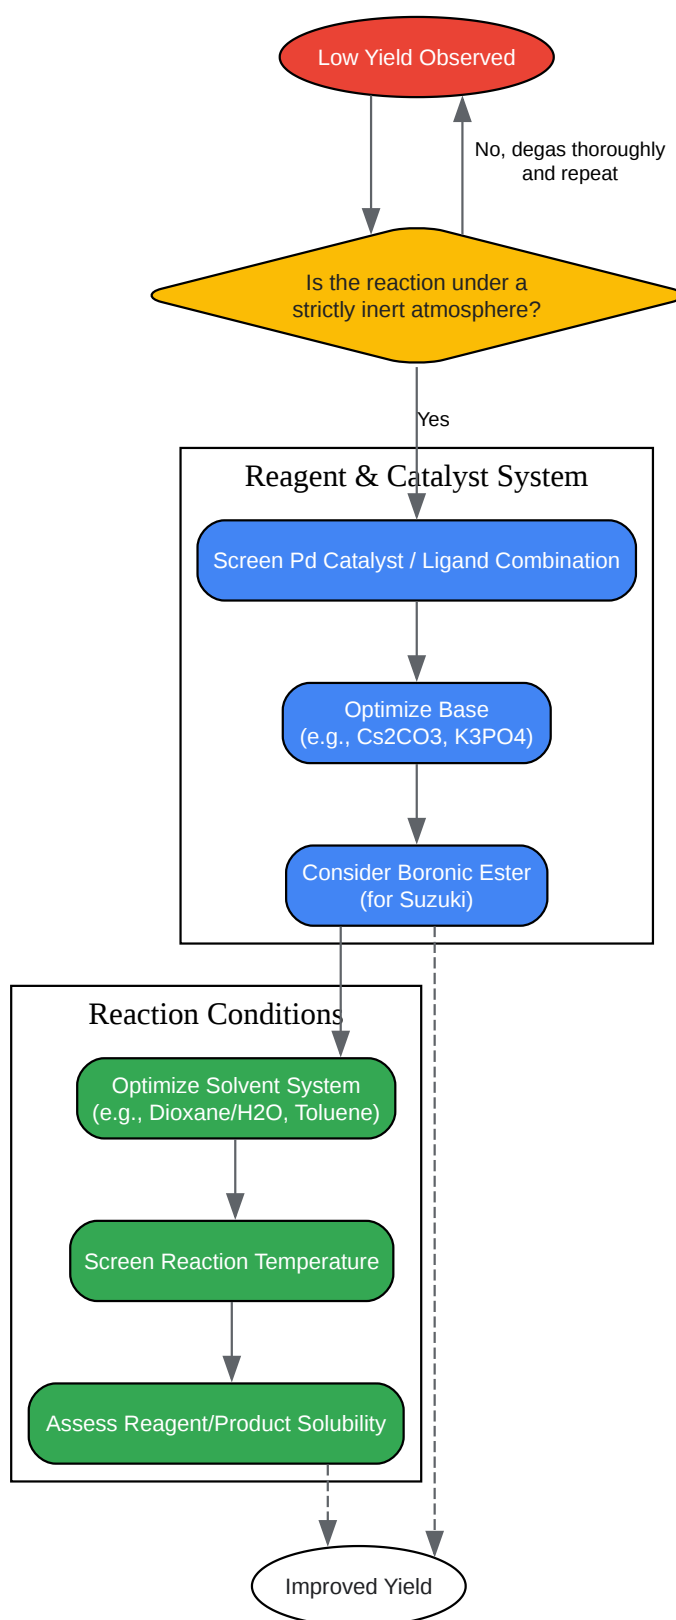 Low Yield Observed
No, degas thoroughly
and repeat
Is the reaction under a
strictly inert atmosphere?
Yes
Reagent & Catalyst System
Screen Pd Catalyst / Ligand Combination
Optimize Base
(e.g., Cs2CO3, K3PO4)
Consider Boronic Ester
(for Suzuki)
Reaction Conditions
Optimize Solvent System
(e.g., Dioxane/H2O, Toluene)
Screen Reaction Temperature
Assess Reagent/Product Solubility
Improved Yield